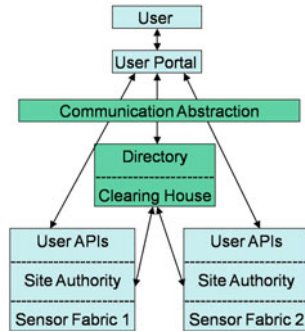 User
User Portal
Communication Abstraction
Directory
Clearing House
User APIs
Site Authority
Sensor Fabric 1
User APIs
Site Authority
Sensor Fabric 2